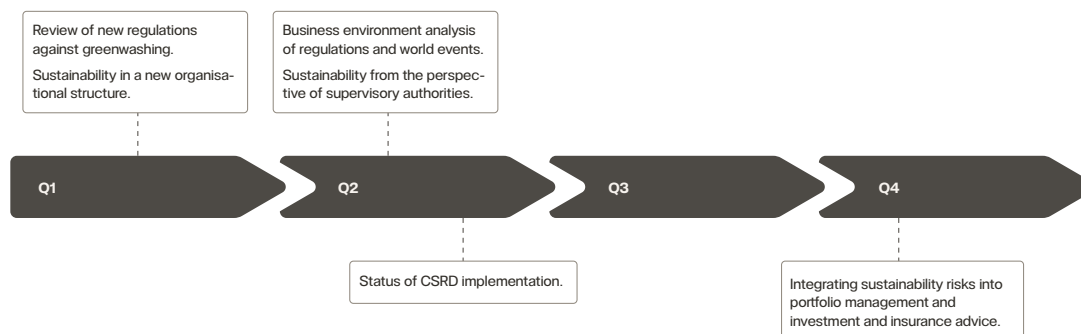 Review of new regulations
against greenwashing.
Sustainability in a new organisa-
tional structure.
Business environment analysis
of regulations and world events.
Sustainability from the perspec-
tive of supervisory authorities.
Q1
Q2
Q3
Q4
Status of CSRD implementation.
Integrating sustainability risks into
portfolio management and
investment and insurance advice.